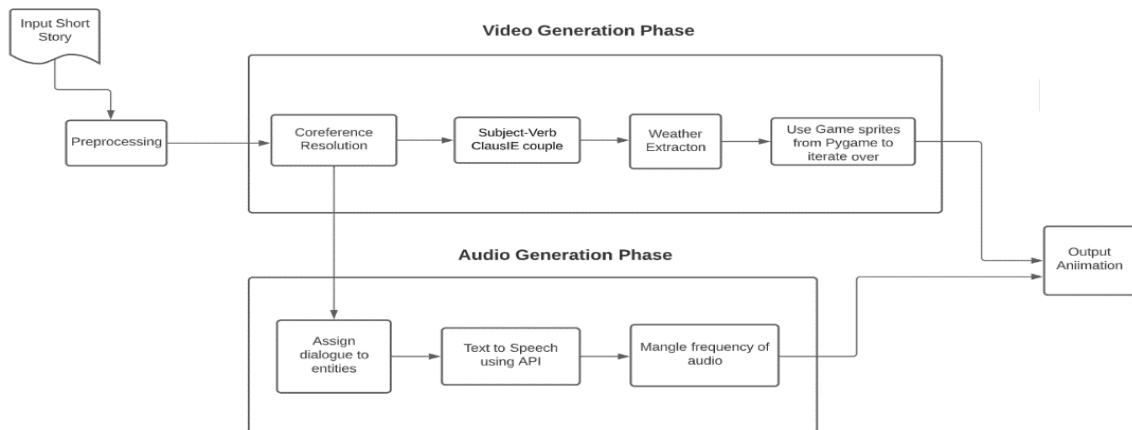 Input Short
Story
Video Generation Phase
Preprocessing
Coreference
Resolution
Subject-Verb
ClausIE couple
Weather
Extracton
Use Game sprites
from Pygame to
iterate over
Audio Generation Phase
Assign
dialogue to
entities
Text to Speech
using API
Mangle frequency of
audio
Output
Aniimation